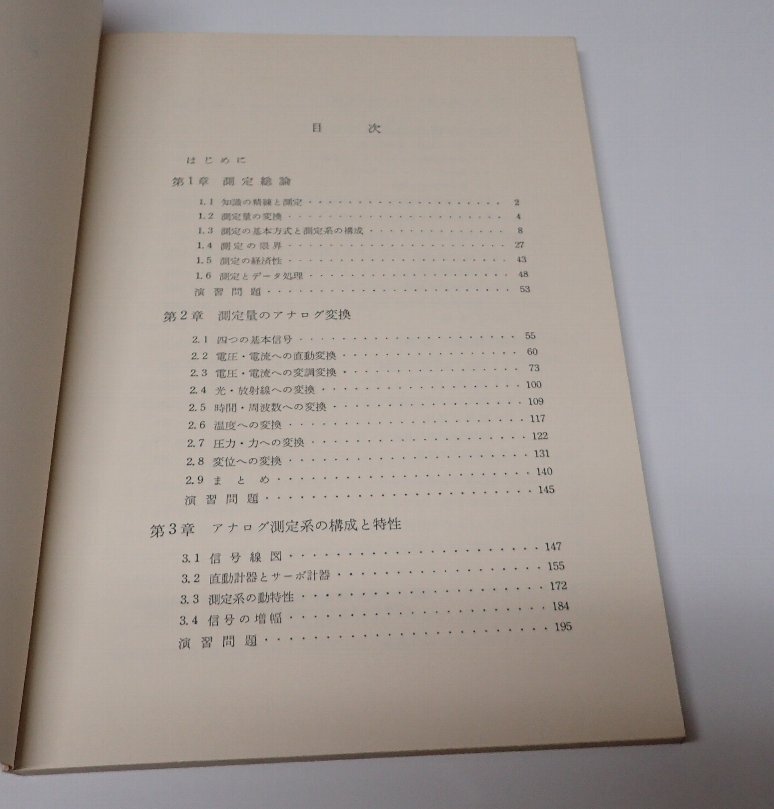 目次
はじめに
第1章 測定総論
1.1 知識の精練と測定 2
1.2 測定量の変換 4
1.3 測定の基本方式と測定系の構成 8
1.4 測定の限界 27
1.5 測定の経済性 43
1.6 測定とデータ処理 48
演習問題 53
第2章 測定量のアナログ変換
2.1 四つの基本信号 55
2.2 電圧・電流への直動変換 60
2.3 電圧・電流への変調変換 73
2.4 光・放射線への変換 100
2.5 時間・周波数への変換 109
2.6 温度への変換 117
2.7 圧力・力への変換 122
2.8 変位への変換 131
2.9 まとめ 140
演習問題 145
第3章 アナログ測定系の構成と特性
3.1 信号線図 147
3.2 直動計器とサーボ計器 155
3.3 測定系の動特性 172
3.4 信号の増幅 184
演習問題 195